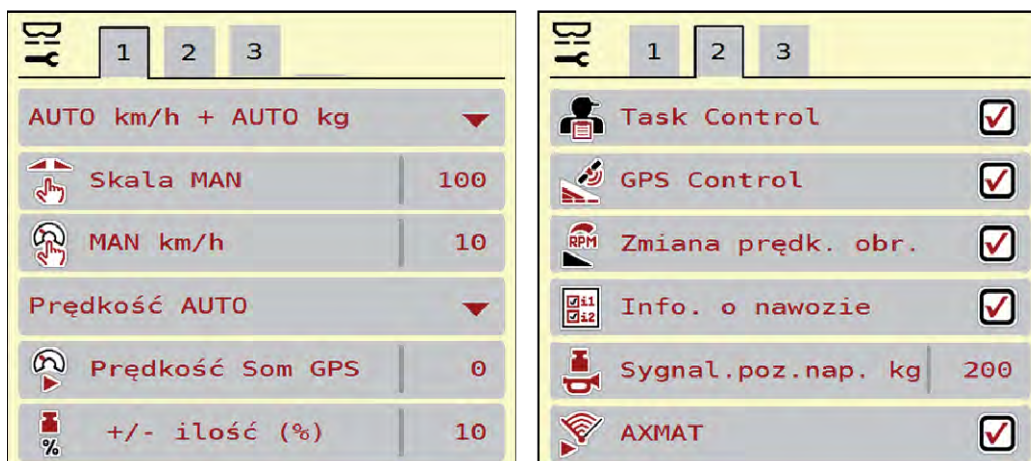 1 2 3
AUTO km/h + AUTO kg
Skala MAN 100
MAN km/h 10
Prędkość AUTO
Prędkość Som GPS 0
% +/- ilość (%) 10
1 2 3
Task Control
GPS Control
RPM Zmiana prędk. obr.
i1
i2
Info. o nawozie
Sygnal.poz.nap. kg 200
AXMAT